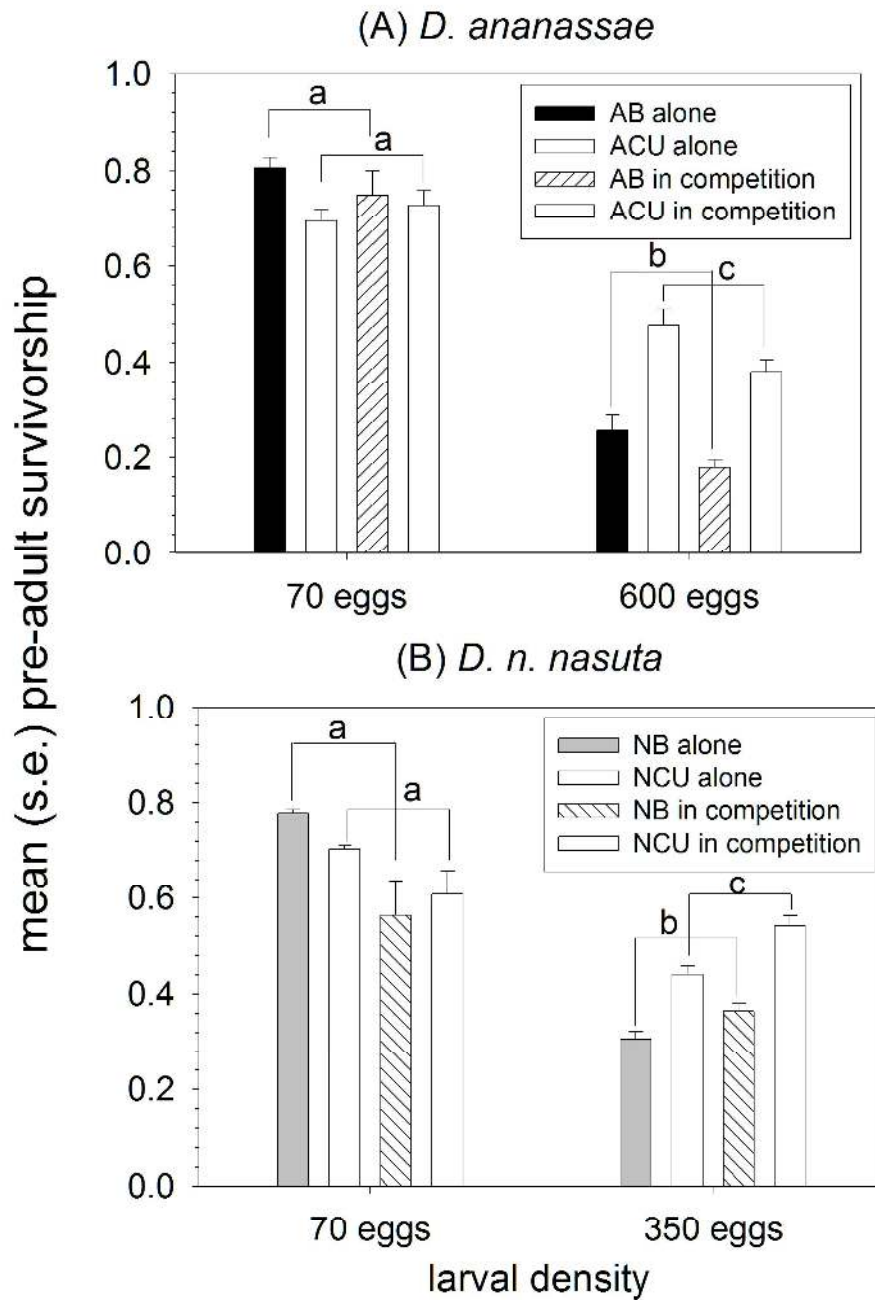 (A) D. ananassae
1.0
0.8
0.6
0.4
0.2
0.0
a
a
b
c
AB alone
ACU alone
AB in competition
ACU in competition
70 eggs
600 eggs
mean (s.e.) pre-adult survivorship
(B) D. n. nasuta
1.0
0.8
0.6
0.4
0.2
0.0
a
a
b
c
NB alone
NCU alone
NB in competition
NCU in competition
70 eggs
350 eggs
larval density